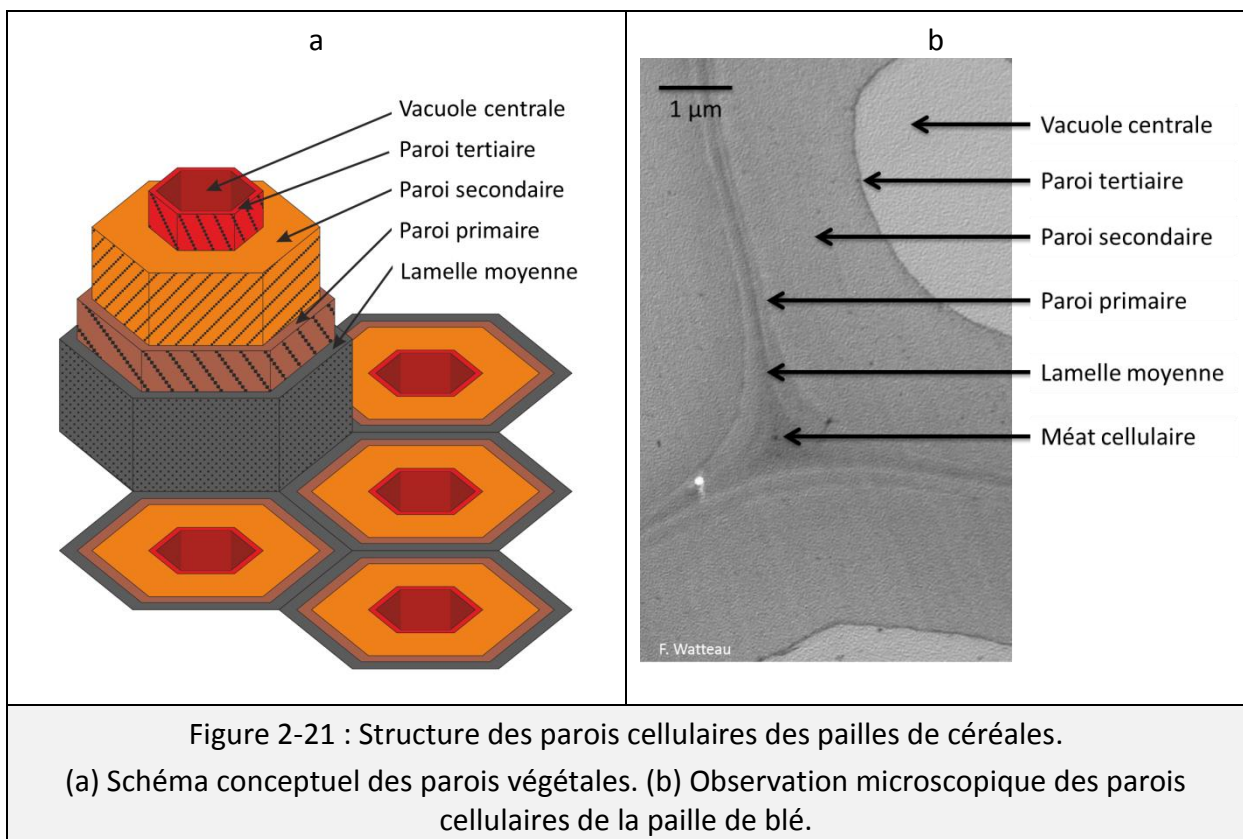 a
Vacuole centrale
Paroi tertiaire
Paroi secondaire
Paroi primaire
Lamelle moyenne
b
1 µm
Vacuole centrale
Paroi tertiaire
Paroi secondaire
Paroi primaire
Lamelle moyenne
Méat cellulaire
F. Watteau
Figure 2-21 : Structure des parois cellulaires des pailles de céréales.
(a) Schéma conceptuel des parois végétales. (b) Observation microscopique des parois
cellulaires de la paille de blé.